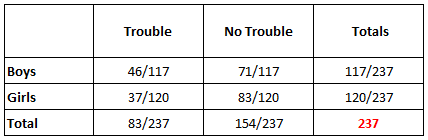 Trouble No Trouble Totals
Boys 46/117 71/117 117/237
Girls 37/120 83/120 120/237
Total 83/237 154/237 237